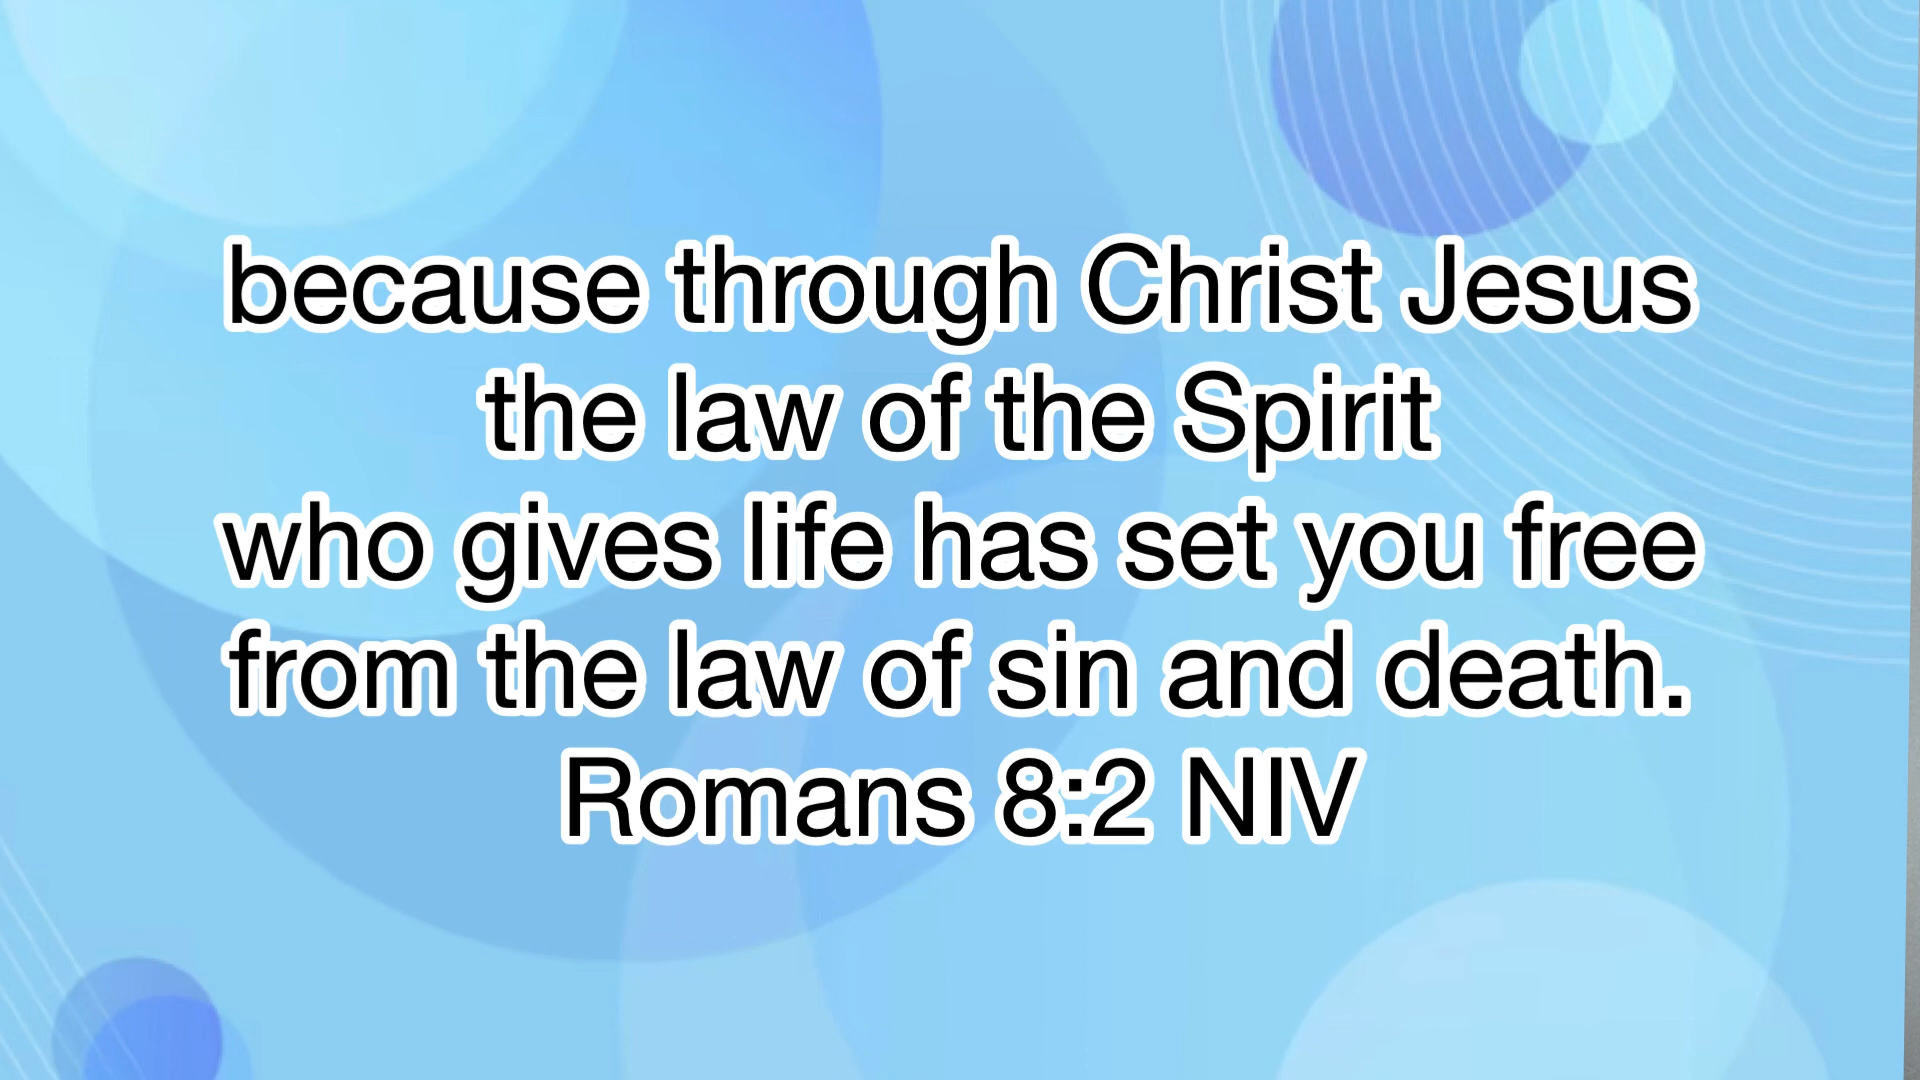 because through Christ Jesus
the law of the Spirit
who gives life has set you free
from the law of sin and death.
Romans 8:2 NIV